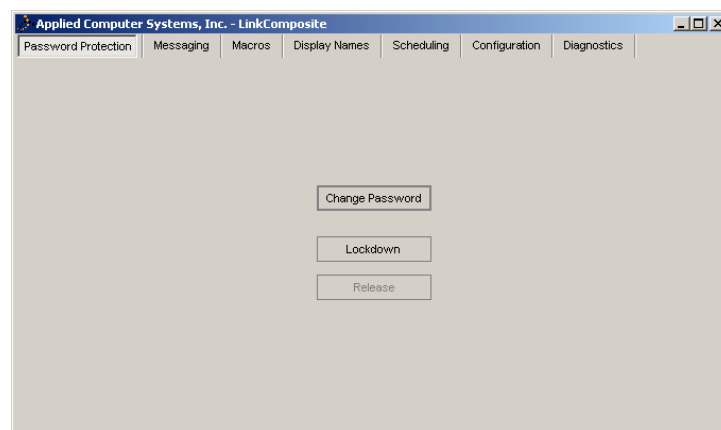 Applied Computer Systems, Inc. - LinkComposite
Password Protection Messaging Macros Display Names Scheduling Configuration Diagnostics
Change Password
Lockdown
Release